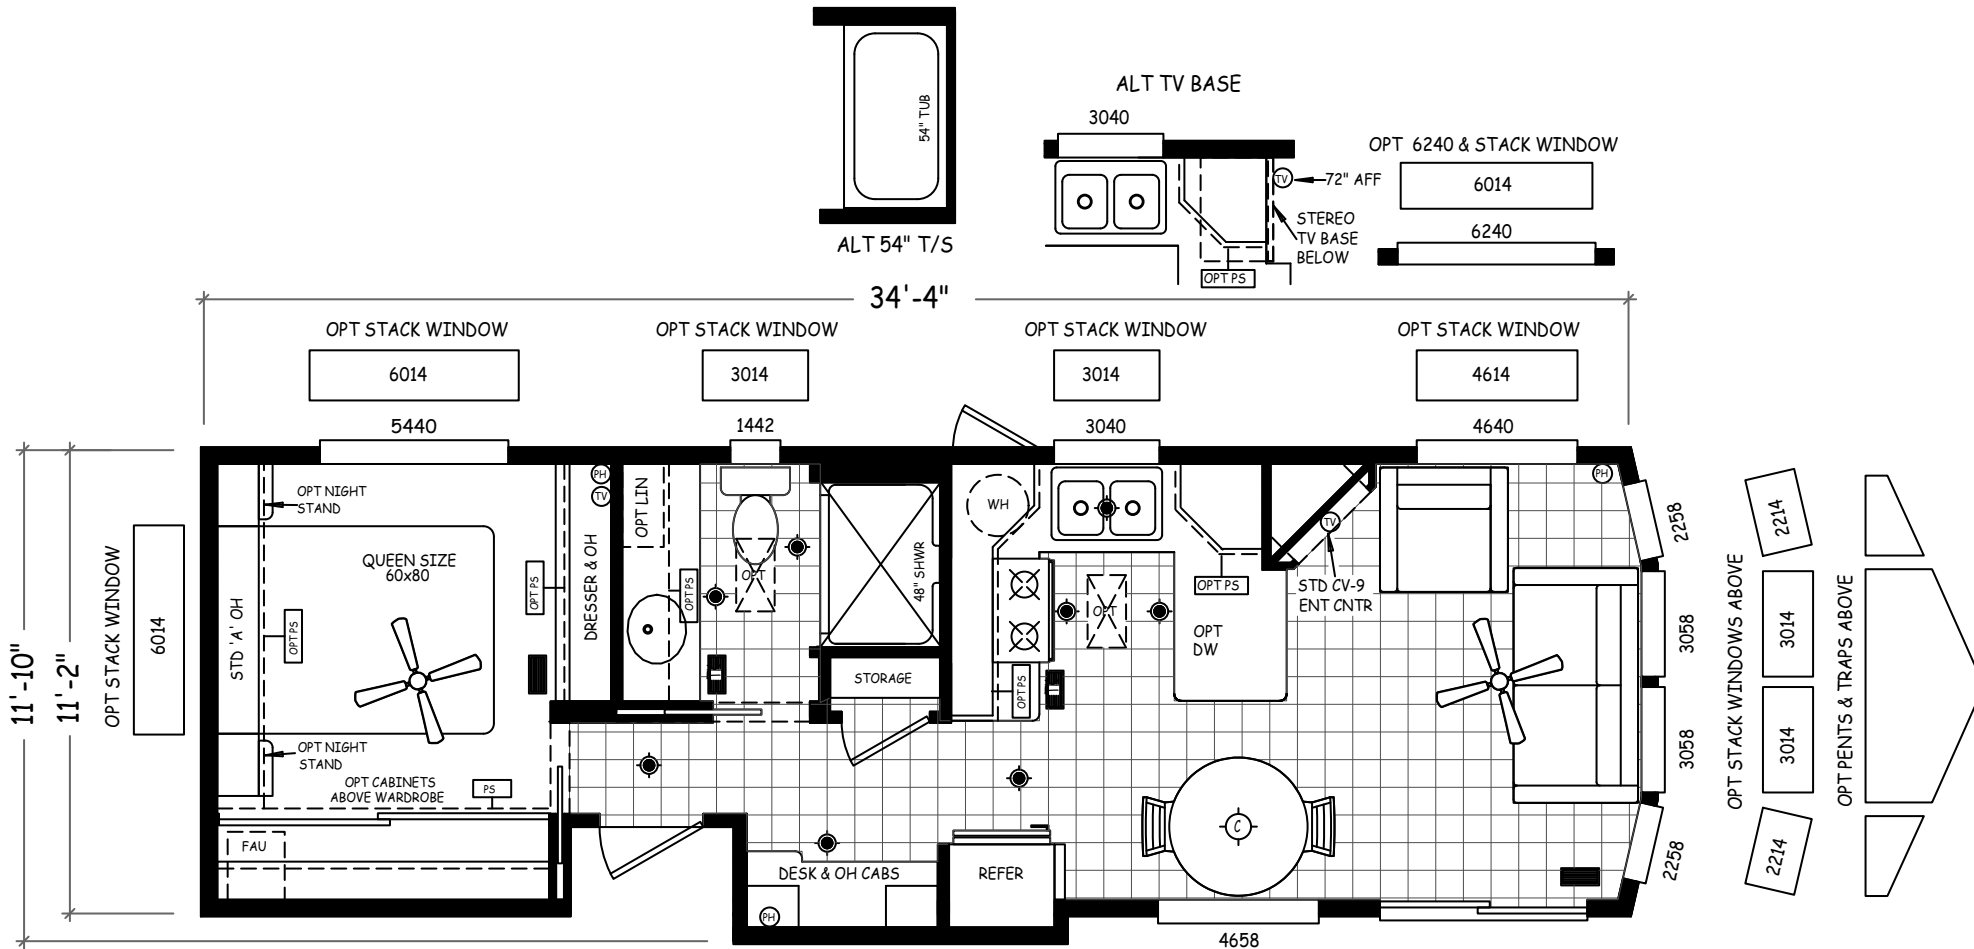 54" TUB
ALT 54" T/S
ALT TV BASE
3040
TV
72" AFF
STEREO
TV BASE
BELOW
OPT PS
OPT 6240 & STACK WINDOW
6014
6240
34'-4"
OPT STACK WINDOW
6014
OPT STACK WINDOW
3014
OPT STACK WINDOW
3014
OPT STACK WINDOW
4614
5440
1442
3040
4640
11'-10"
11'-2"
OPT STACK WINDOW
6014
OPT NIGHT
STAND
QUEEN SIZE
60x80
STD 'A' OH
OPT PS
OPT NIGHT
STAND
OPT CABINETS
ABOVE WARDROBE
PS
FAU
OPT PS
DRESSER & OH
PH
TV
OPT LIN
OPT PS
OPT
48" SHWR
STORAGE
WH
OPT PS
OPT
OPT PS
OPT
DW
TV
STD CV-9
ENT CNTR
PH
DESK & OH CABS
PH
REFER
C
4658
2258
3058
3058
2258
OPT STACK WINDOWS ABOVE
2214
3014
3014
2214
OPT PENTS & TRAPS ABOVE